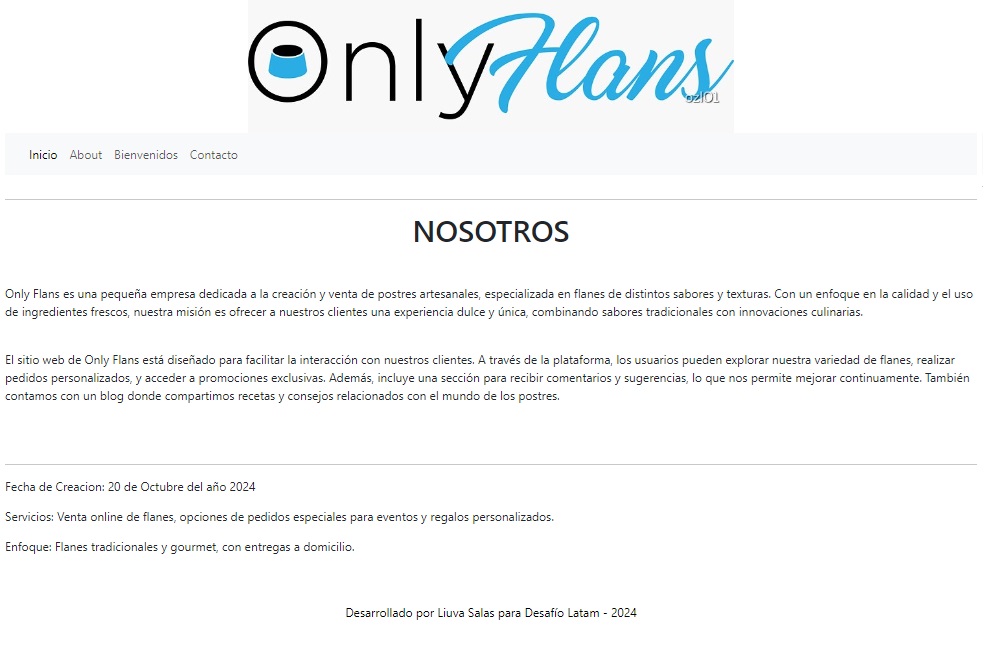 OnlyFlans
ozl01
Inicio About Bienvenidos Contacto
NOSOTROS
Only Flans es una pequeña empresa dedicada a la creación y venta de postres artesanales, especializada en flanes de distintos sabores y texturas. Con un enfoque en la calidad y el uso
de ingredientes frescos, nuestra misión es ofrecer a nuestros clientes una experiencia dulce y única, combinando sabores tradicionales con innovaciones culinarias.
El sitio web de Only Flans está diseñado para facilitar la interacción con nuestros clientes. A través de la plataforma, los usuarios pueden explorar nuestra variedad de flanes, realizar
pedidos personalizados, y acceder a promociones exclusivas. Además, incluye una sección para recibir comentarios y sugerencias, lo que nos permite mejorar continuamente. También
contamos con un blog donde compartimos recetas y consejos relacionados con el mundo de los postres.
Fecha de Creacion: 20 de Octubre del año 2024
Servicios: Venta online de flanes, opciones de pedidos especiales para eventos y regalos personalizados.
Enfoque: Flanes tradicionales y gourmet, con entregas a domicilio.
Desarrollado por Liuva Salas para Desafío Latam - 2024